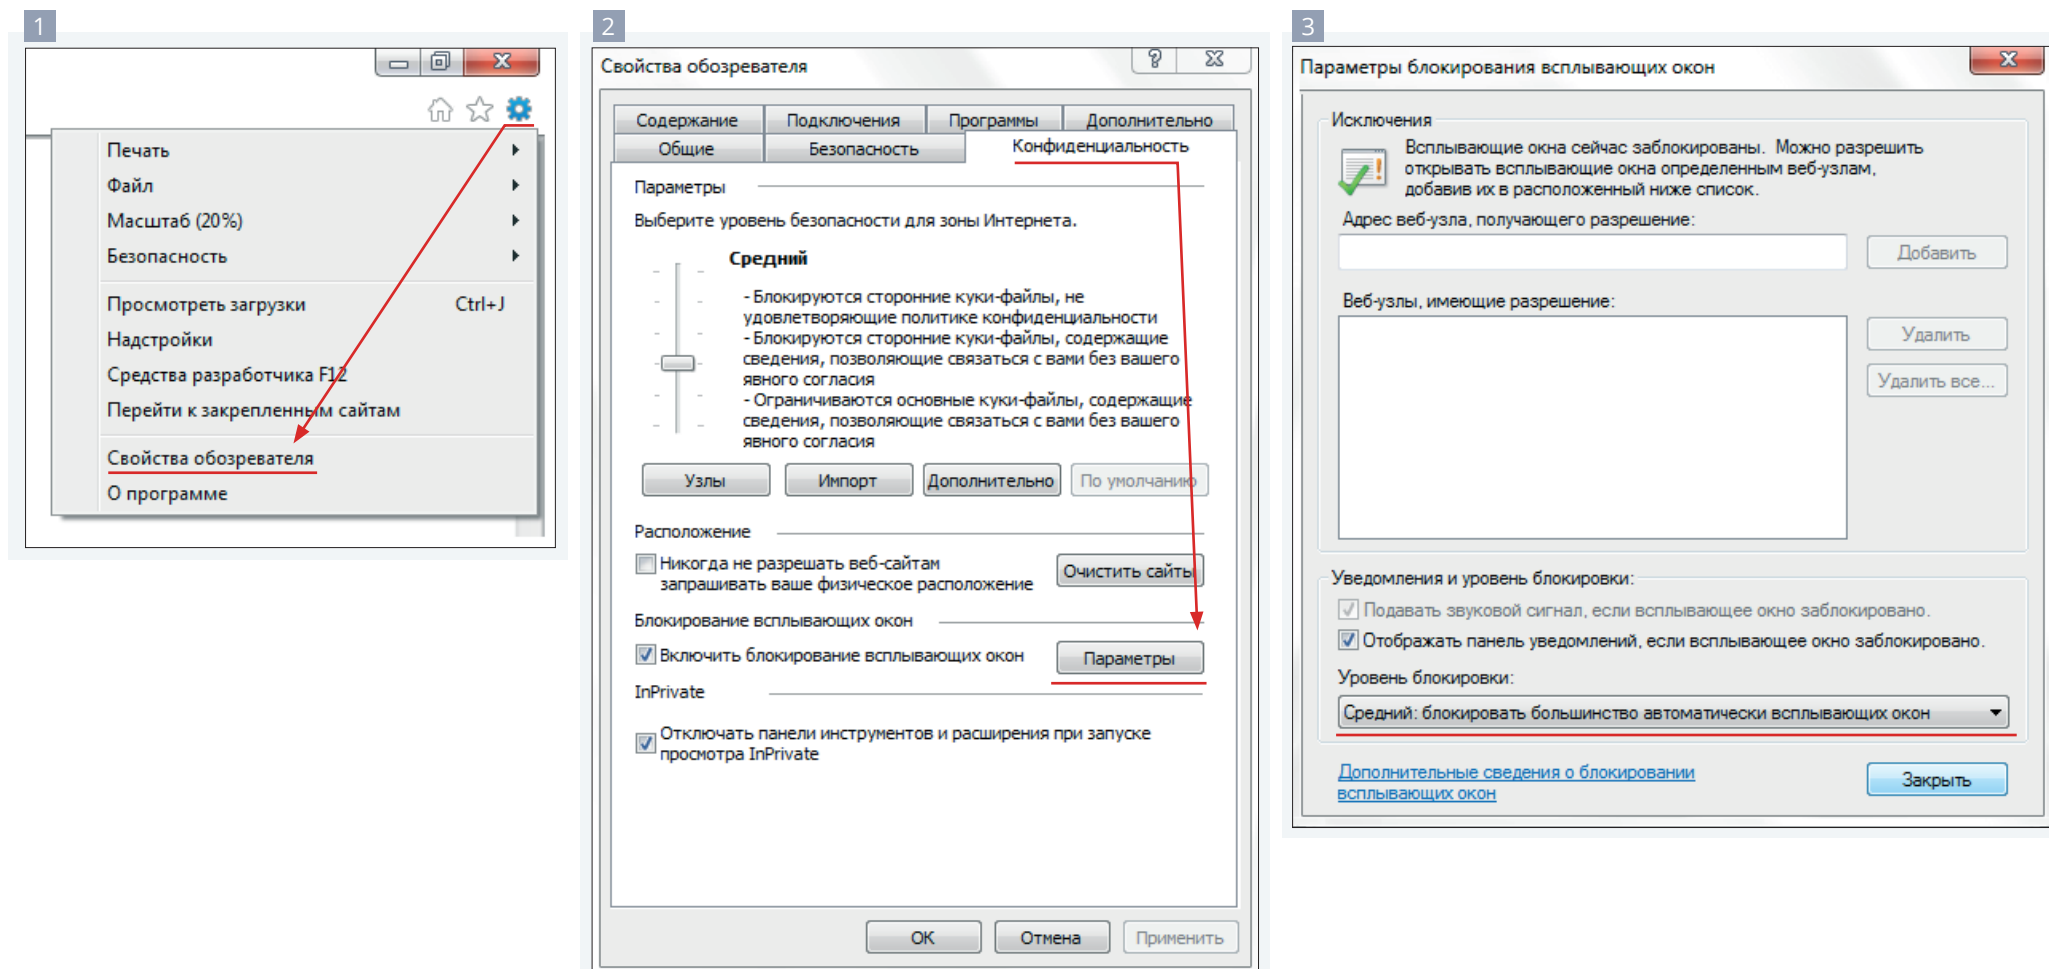 1
Печать
Файл
Масштаб (20%)
Безопасность
Просмотреть загрузки Ctrl+J
Надстройки
Средства разработчика F12
Перейти к закрепленным сайтам
Свойства обозревателя
О программе
2
Свойства обозревателя
Содержание Подключения Программы Дополнительно
Общие Безопасность Конфиденциальность
Параметры
Выберите уровень безопасности для зоны Интернета.
Средний
- Блокируются сторонние куки-файлы, не
удовлетворяющие политике конфиденциальности
- Блокируются сторонние куки-файлы, содержащие
сведения, позволяющие связаться с вами без вашего
явного согласия
- Ограничиваются основные куки-файлы, содержащие
сведения, позволяющие связаться с вами без вашего
явного согласия
Узлы Импорт Дополнительно По умолчанию
Расположение
Никогда не разрешать веб-сайтам
запрашивать ваше физическое расположение
Очистить сайты
Блокирование всплывающих окон
Включить блокирование всплывающих окон Параметры
InPrivate
Отключать панели инструментов и расширения при запуске
просмотра InPrivate
ОК Отмена Применить
3
Параметры блокирования всплывающих окон
Исключения
Всплывающие окна сейчас заблокированы. Можно разрешить
открывать всплывающие окна определенным веб-узлам,
добавив их в расположенный ниже список.
Адрес веб-узла, получающего разрешение:
Добавить
Веб-узлы, имеющие разрешение:
Удалить
Удалить все...
Уведомления и уровень блокировки:
Подавать звуковой сигнал, если всплывающее окно заблокировано.
Отображать панель уведомлений, если всплывающее окно заблокировано.
Уровень блокировки:
Средний: блокировать большинство автоматически всплывающих окон
Дополнительные сведения о блокировании
всплывающих окон
Закрыть